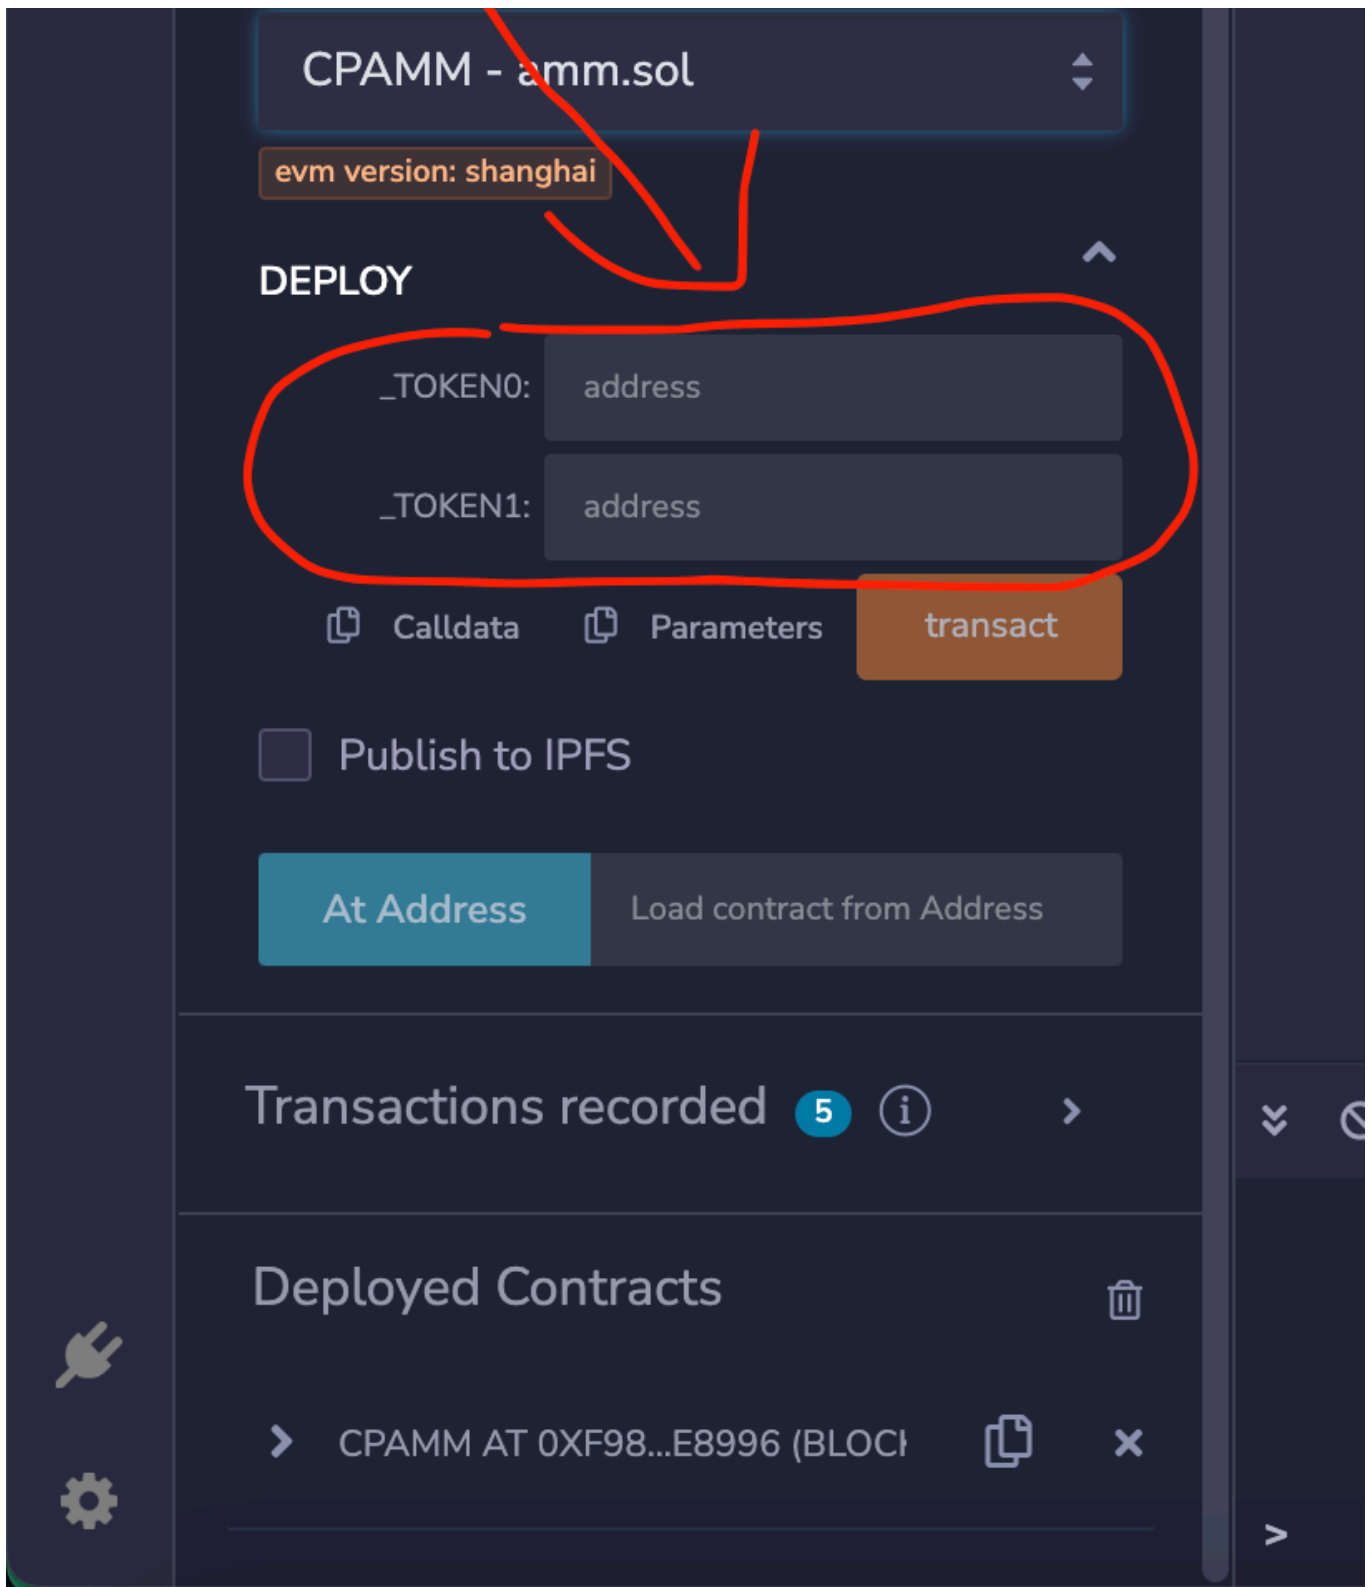 CPAMM - amm.sol
evm version: shanghai
DEPLOY
_TOKEN0: address
_TOKEN1: address
Calldata Parameters transact
Publish to IPFS
At Address Load contract from Address
Transactions recorded 5 i
Deployed Contracts
CPAMM AT 0XF98...E8996 (BLOCK
>